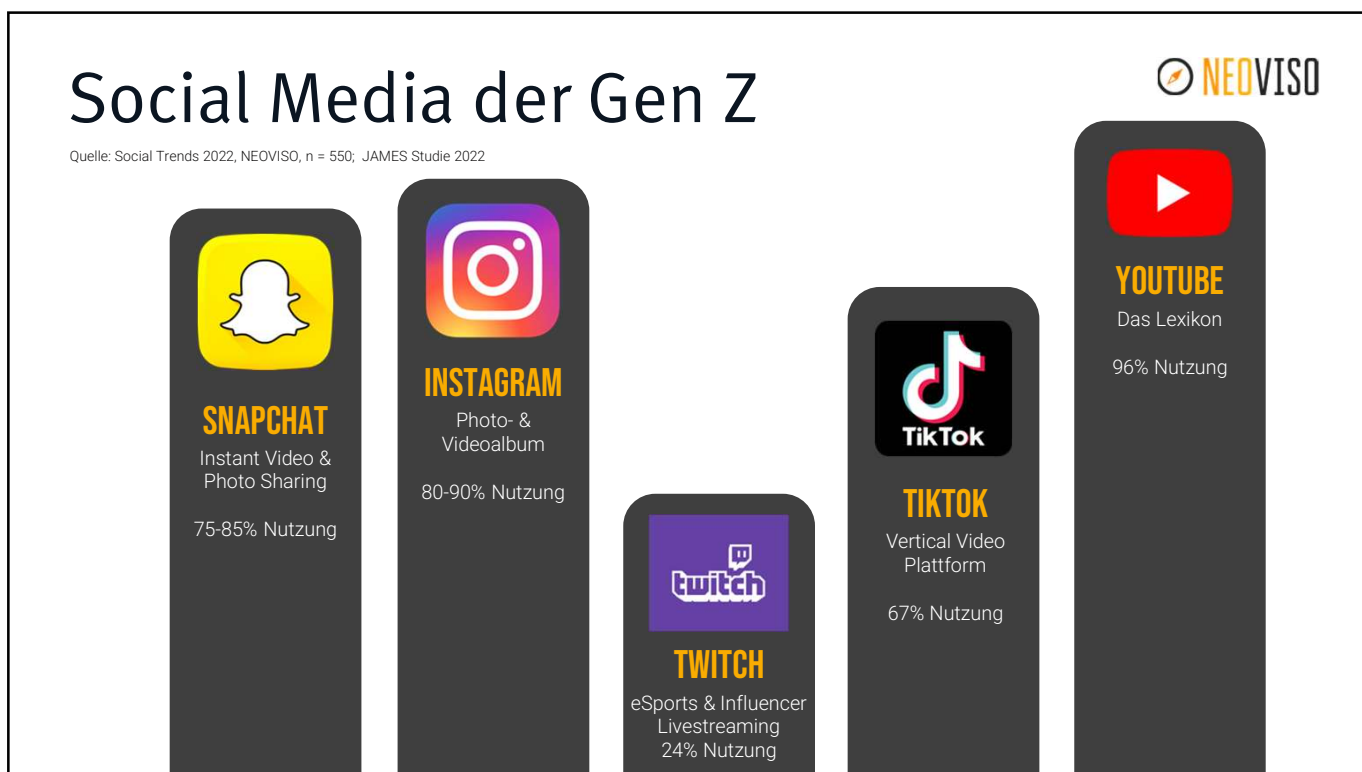 Social Media der Gen Z
NEOVISO
Quelle: Social Trends 2022, NEOVISO, n = 550; JAMES Studie 2022
SNAPCHAT
Instant Video &
Photo Sharing
75-85% Nutzung
INSTAGRAM
Photo- &
Videoalbum
80-90% Nutzung
twitch
TWITCH
eSports & Influencer
Livestreaming
24% Nutzung
TikTok
TIKTOK
Vertical Video
Plattform
67% Nutzung
YOUTUBE
Das Lexikon
96% Nutzung